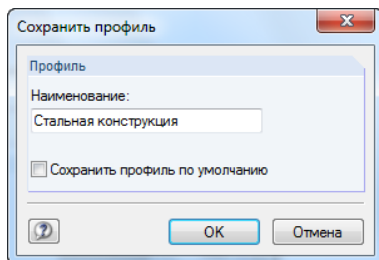 Сохранить профиль
Профиль
Наименование:
Стальная конструкция
Сохранить профиль по умолчанию
OK
Отмена